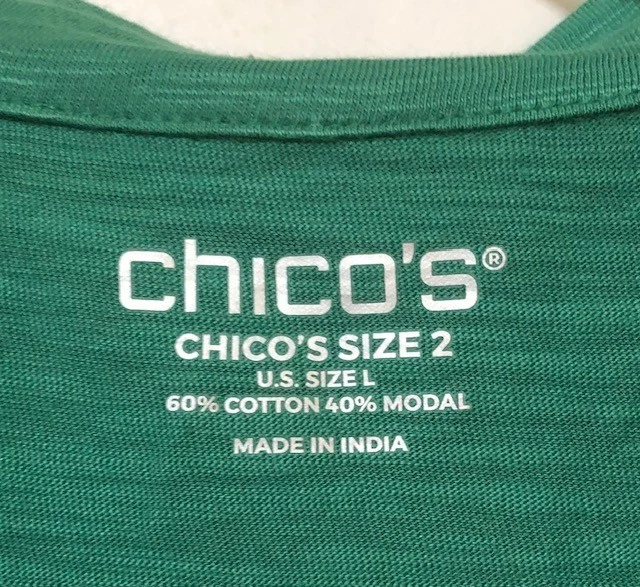 chico's®
CHICO'S SIZE 2
U.S. SIZE L
60% COTTON 40% MODAL
MADE IN INDIA